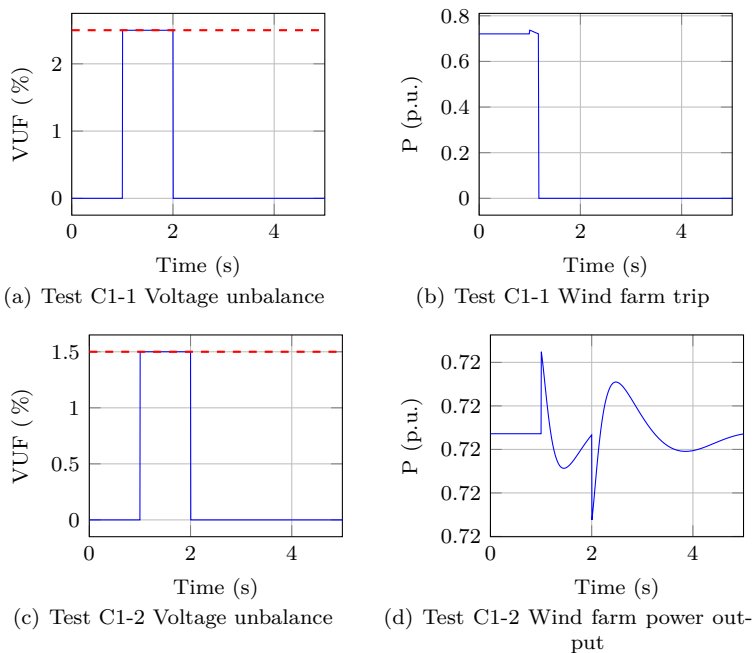 VUF (%)
2
1
0
0
2
4
Time (s)
(a) Test C1-1 Voltage unbalance
P (p.u.)
0.8
0.6
0.4
0.2
0
0
2
4
Time (s)
(b) Test C1-1 Wind farm trip
VUF (%)
1.5
1
0.5
0
0
2
4
Time (s)
(c) Test C1-2 Voltage unbalance
P (p.u.)
0.72
0.72
0.72
0.72
0.72
0
2
4
Time (s)
(d) Test C1-2 Wind farm power out-
put